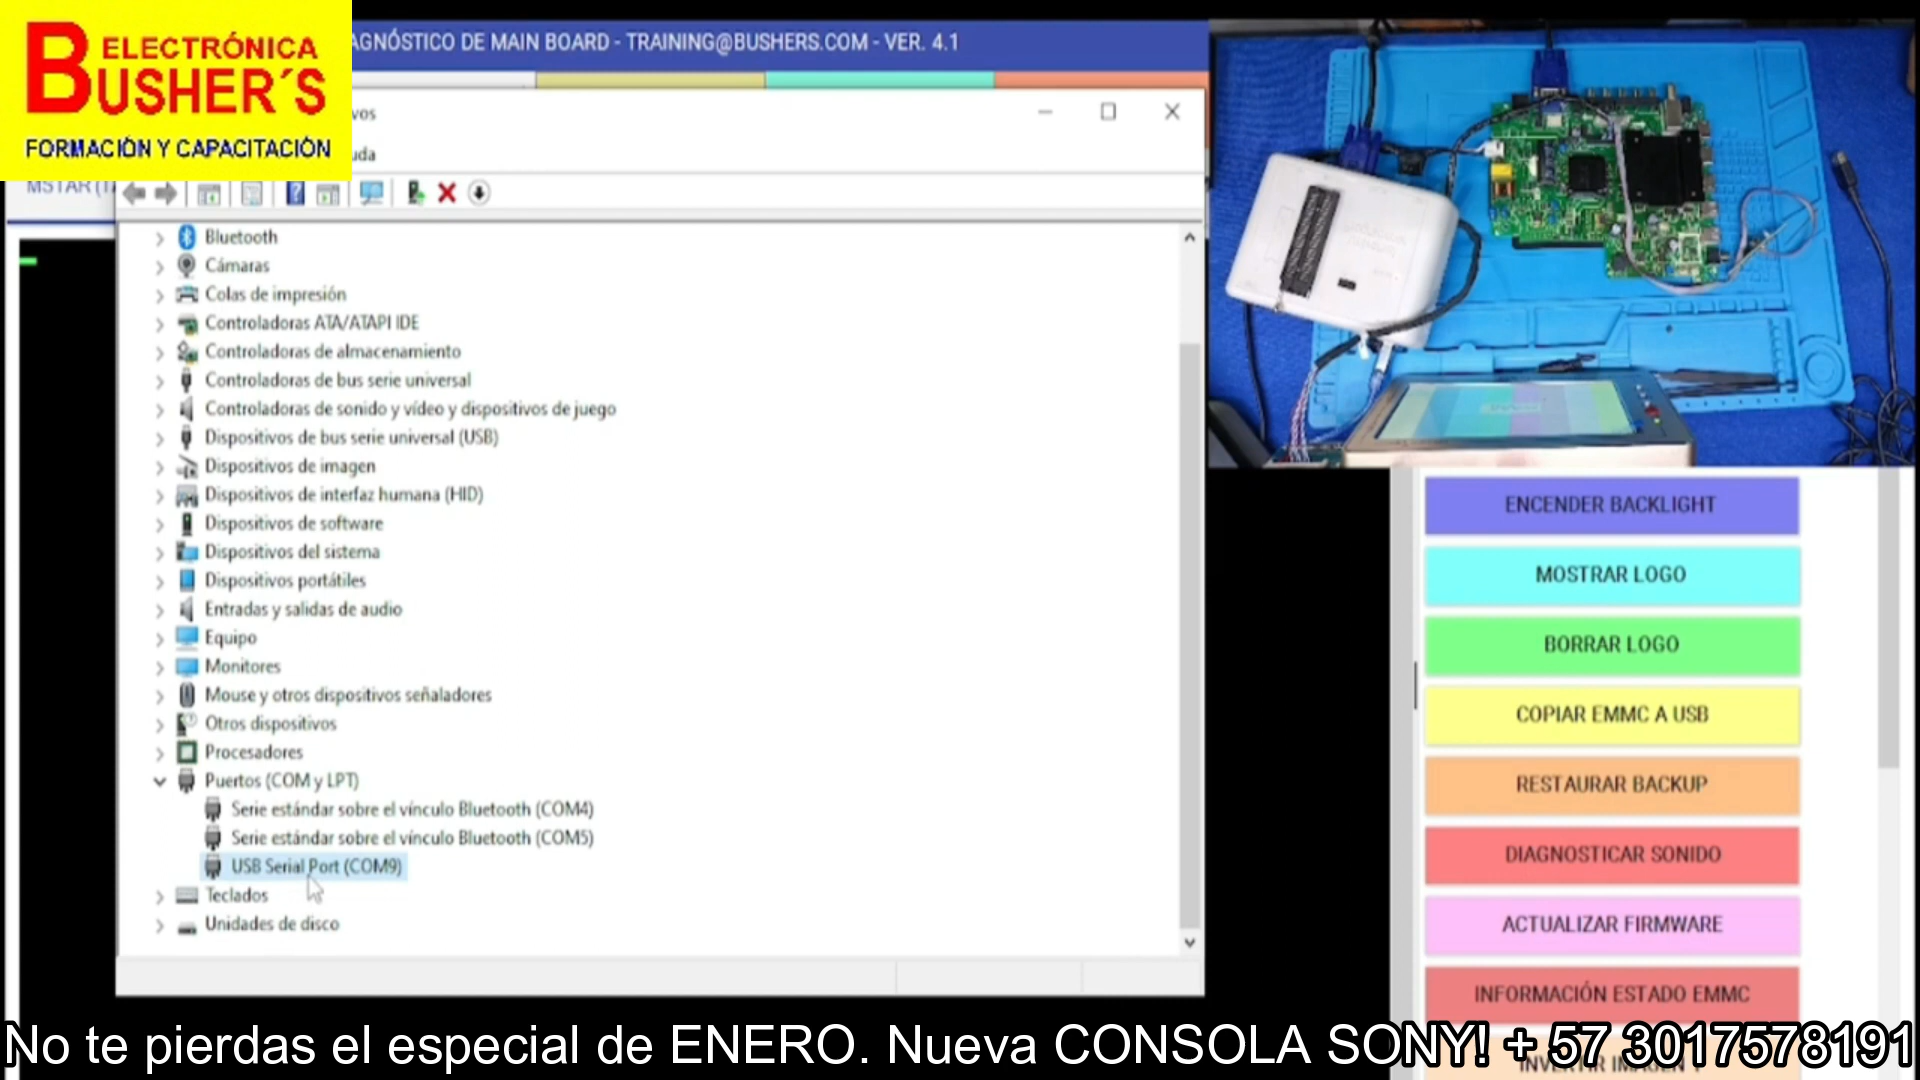 BUSHER´S
ELECTRÓNICA
FORMACIÓN Y CAPACITACIÓN
AGNÓSTICO DE MAIN BOARD - TRAINING@BUSHERS.COM - VER. 4.1
vos
uda
MSTAR (T
Bluetooth
Cámaras
Colas de impresión
Controladoras ATA/ATAPI IDE
Controladoras de almacenamiento
Controladoras de bus serie universal
Controladoras de sonido y vídeo y dispositivos de juego
Dispositivos de bus serie universal (USB)
Dispositivos de imagen
Dispositivos de interfaz humana (HID)
Dispositivos de software
Dispositivos del sistema
Dispositivos portátiles
Entradas y salidas de audio
Equipo
Monitores
Mouse y otros dispositivos señaladores
Otros dispositivos
Procesadores
Puertos (COM y LPT)
Serie estándar sobre el vínculo Bluetooth (COM4)
Serie estándar sobre el vínculo Bluetooth (COM5)
USB Serial Port (COM9)
Teclados
Unidades de disco
ENCENDER BACKLIGHT
MOSTRAR LOGO
BORRAR LOGO
COPIAR EMMC A USB
RESTAURAR BACKUP
DIAGNOSTICAR SONIDO
ACTUALIZAR FIRMWARE
INFORMACIÓN ESTADO EMMC
INVERTIR IMAGEN 1
No te pierdas el especial de ENERO. Nueva CONSOLA SONY! + 57 3017578191